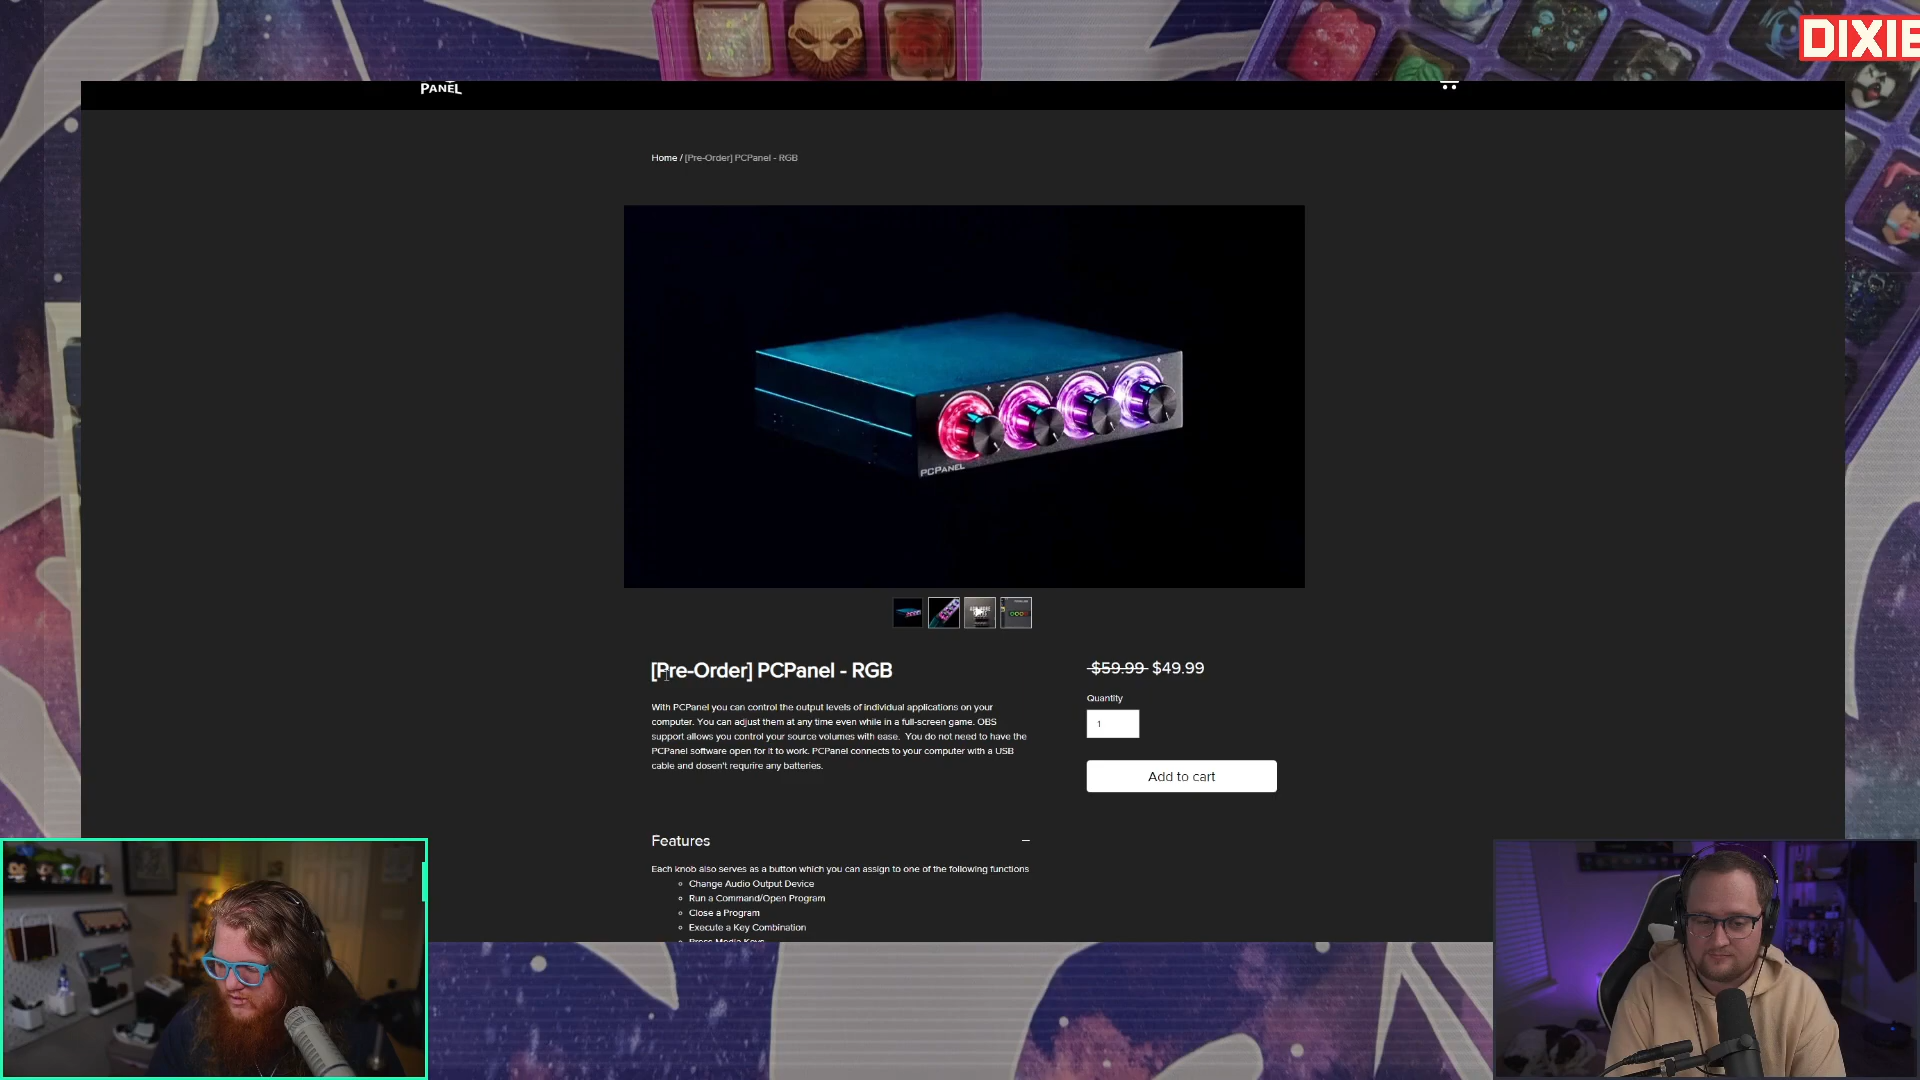 DIXIE
PANEL
Home / [Pre-Order] PCPanel - RGB
PCPANEL
[Pre-Order] PCPanel - RGB
$59.99 $49.99
With PCPanel you can control the output levels of individual applications on your
computer. You can adjust them at any time even while in a full-screen game. OBS
support allows you control your source volumes with ease. You do not need to have the
PCPanel software open for it to work. PCPanel connects to your computer with a USB
cable and dosen't requrire any batteries.
Quantity
1
Add to cart
Features
Each knob also serves as a button which you can assign to one of the following functions
Change Audio Output Device
Run a Command/Open Program
Close a Program
Execute a Key Combination
Press Media Keys